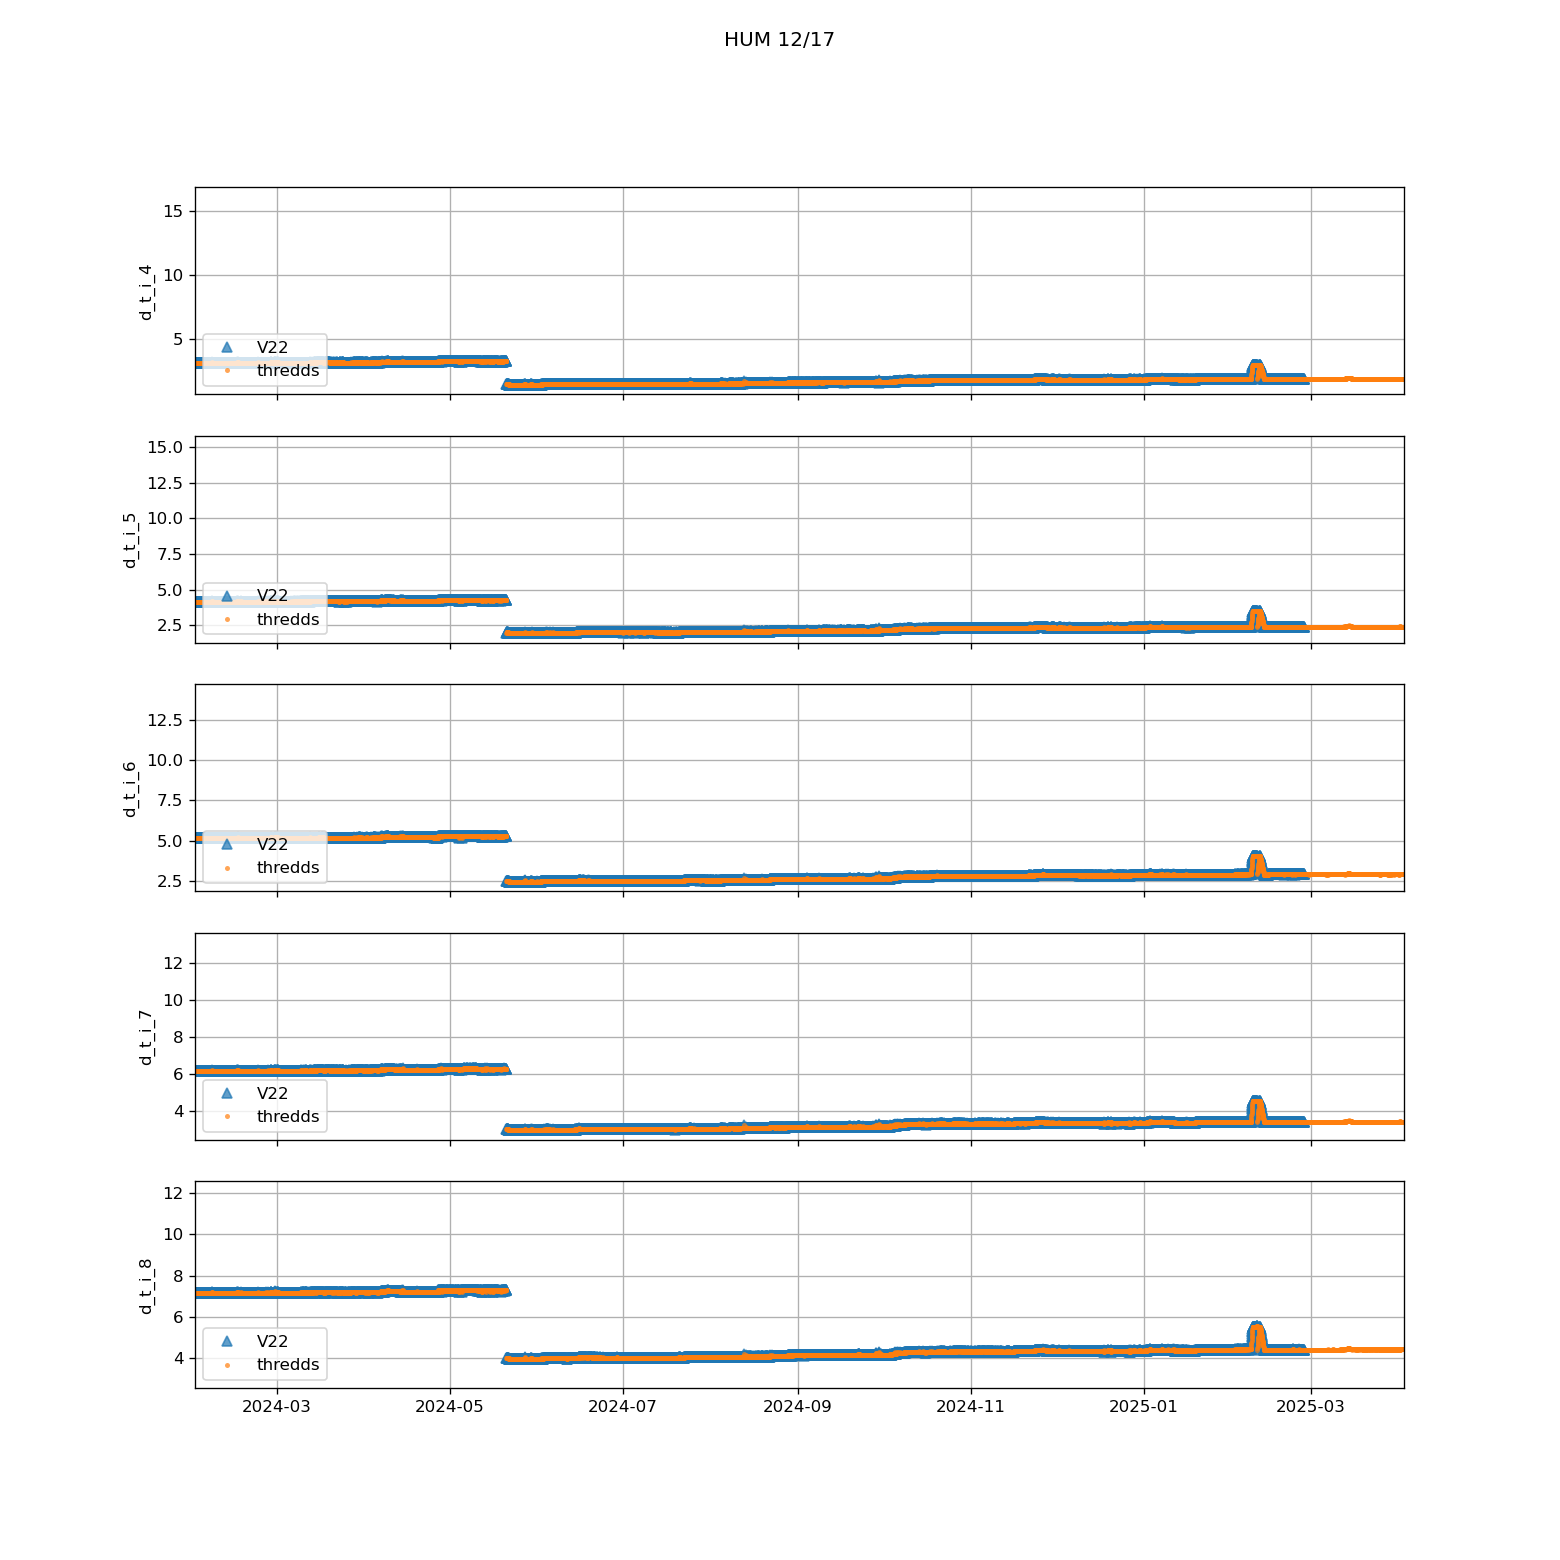 HUM 12/17
15
10
5
d_t_i_4
V22
thredds
15.0
12.5
10.0
7.5
5.0
2.5
d_t_i_5
V22
thredds
12.5
10.0
7.5
5.0
2.5
d_t_i_6
V22
thredds
12
10
8
6
4
d_t_i_7
V22
thredds
12
10
8
6
4
d_t_i_8
V22
thredds
2024-03 2024-05 2024-07 2024-09 2024-11 2025-01 2025-03